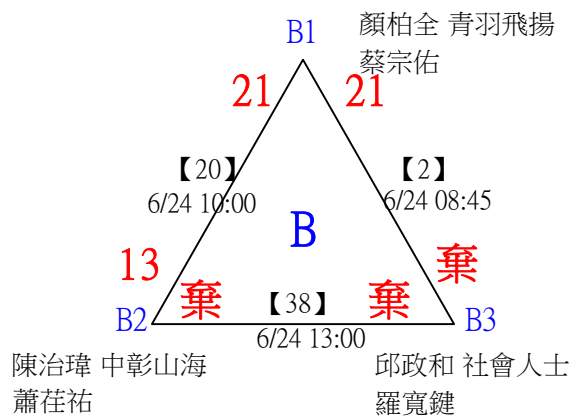 B1
顏柏全 青羽飛揚
蔡宗佑
21
21
【20】
6/24 10:00
【2】
6/24 08:45
B
13
棄
棄
棄
B2
【38】
6/24 13:00
B3
陳治瑋 中彰山海
蕭荏祐
邱政和 社會人士
羅寬鍵